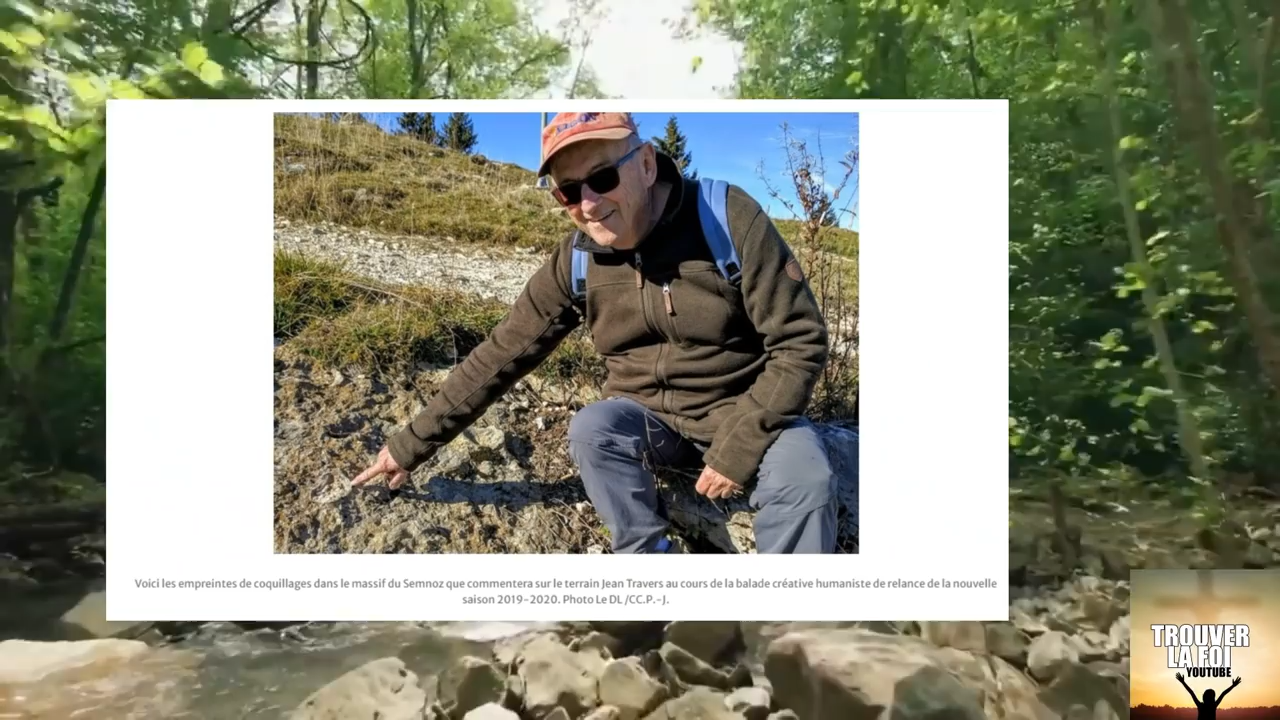 Voici les empreintes de coquillages dans le massif du Semnoz que commentera sur le terrain Jean Travers au cours de la balade créative humaniste de relance de la nouvelle
saison 2019-2020. Photo Le DL /CC.P.-J.
TROUVER
LA FOI
YOUTUBE